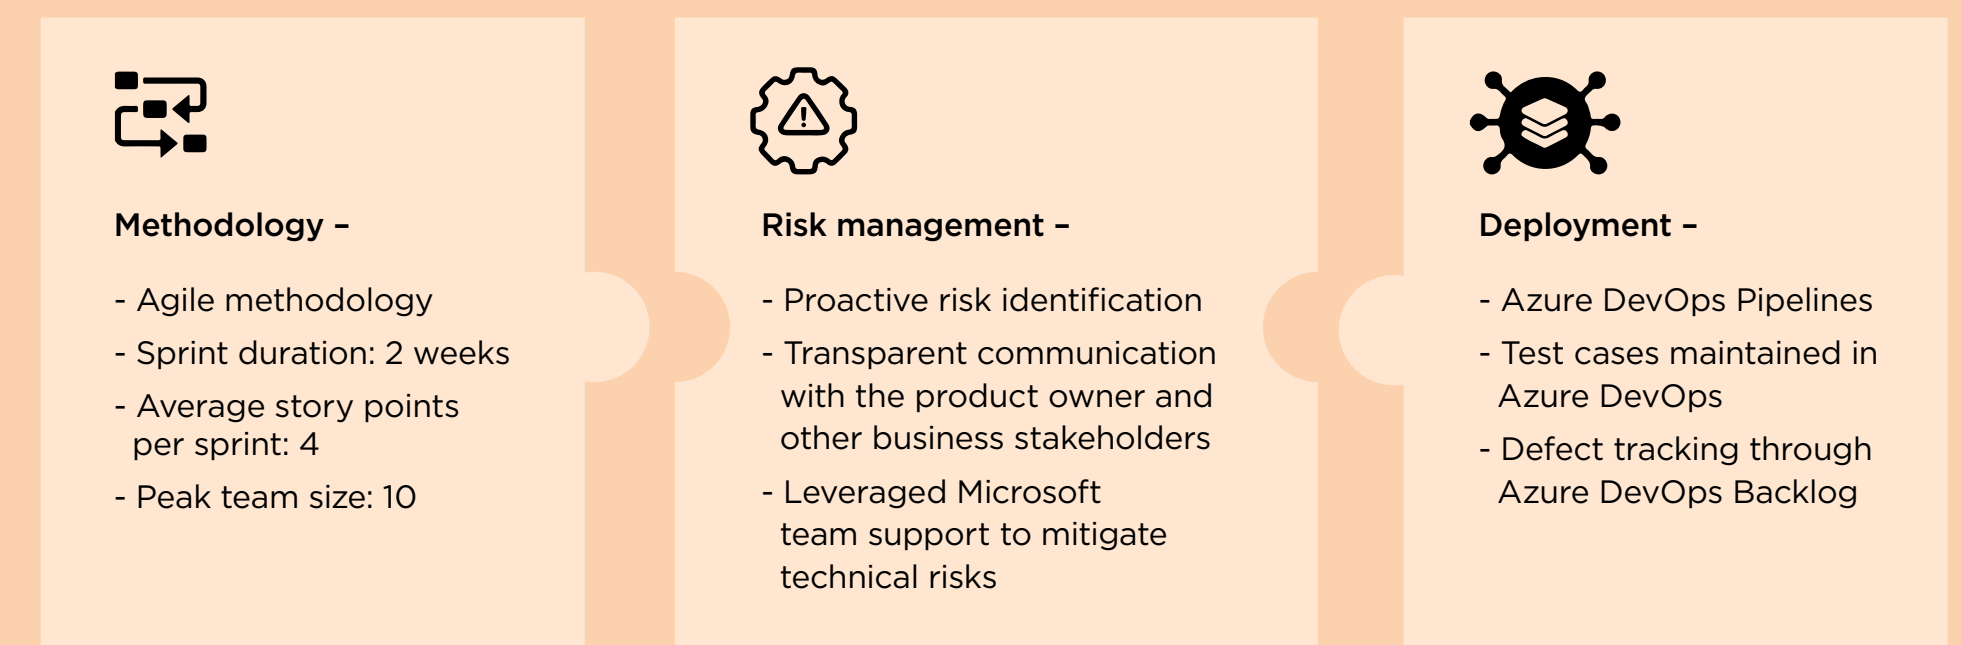 Methodology –
- Agile methodology
- Sprint duration: 2 weeks
- Average story points
per sprint: 4
- Peak team size: 10
Risk management –
- Proactive risk identification
- Transparent communication
with the product owner and
other business stakeholders
- Leveraged Microsoft
team support to mitigate
technical risks
Deployment –
- Azure DevOps Pipelines
- Test cases maintained in
Azure DevOps
- Defect tracking through
Azure DevOps Backlog